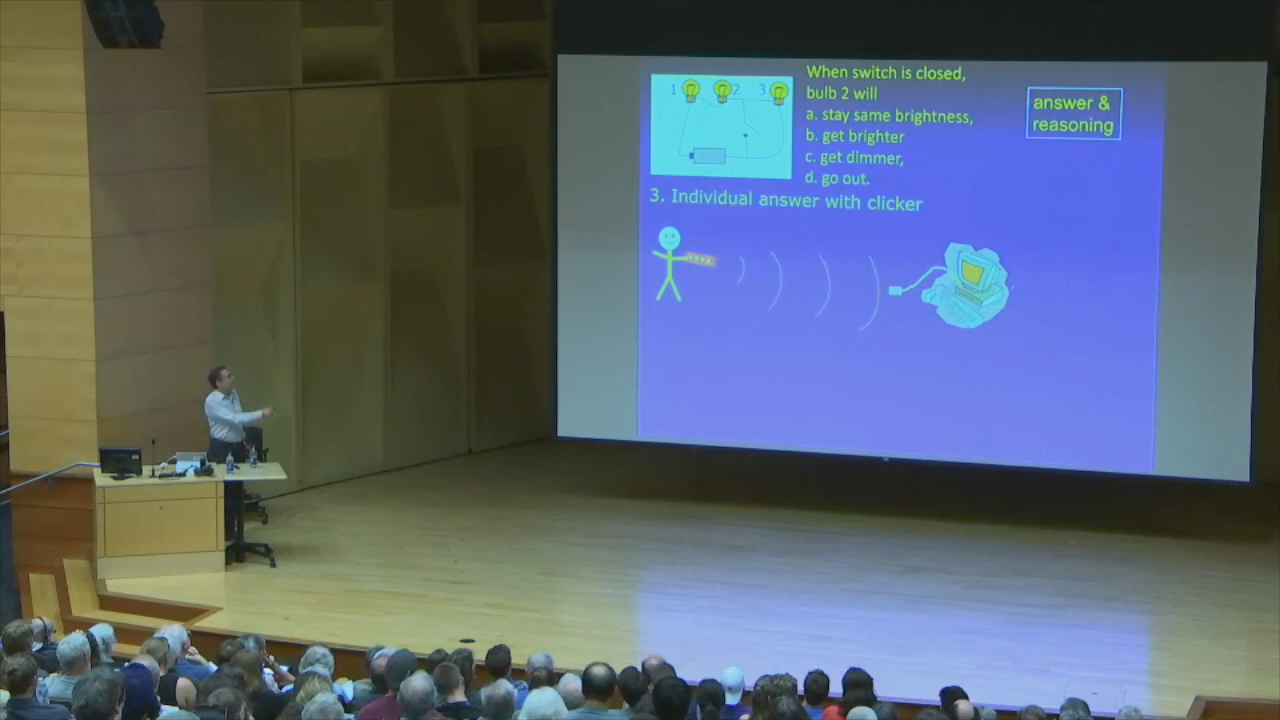 1 2 3
When switch is closed,
bulb 2 will
a. stay same brightness,
b. get brighter
c. get dimmer,
d. go out.
answer &
reasoning
3. Individual answer with clicker